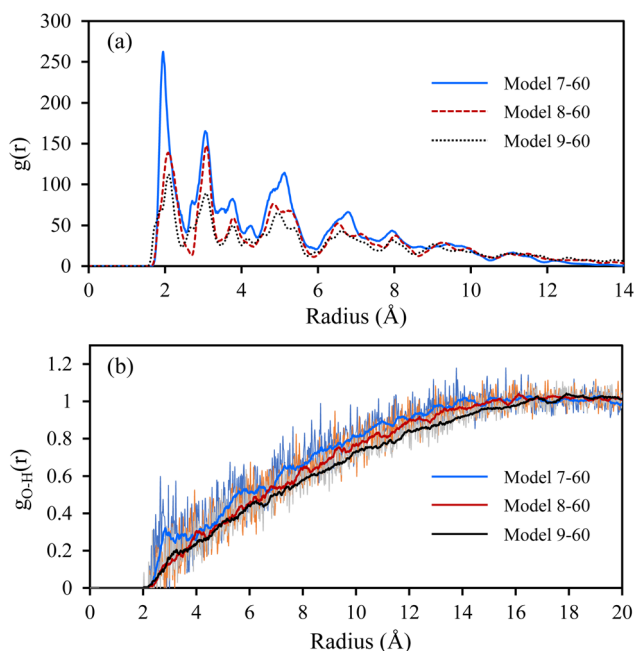 (a)
g(r)
300
250
200
150
100
50
0
Model 7-60
Model 8-60
Model 9-60
0 2 4 6 8 10 12 14
Radius (Å)
(b)
gO-H(r)
1.2
1
0.8
0.6
0.4
0.2
0
Model 7-60
Model 8-60
Model 9-60
0 2 4 6 8 10 12 14 16 18 20
Radius (Å)